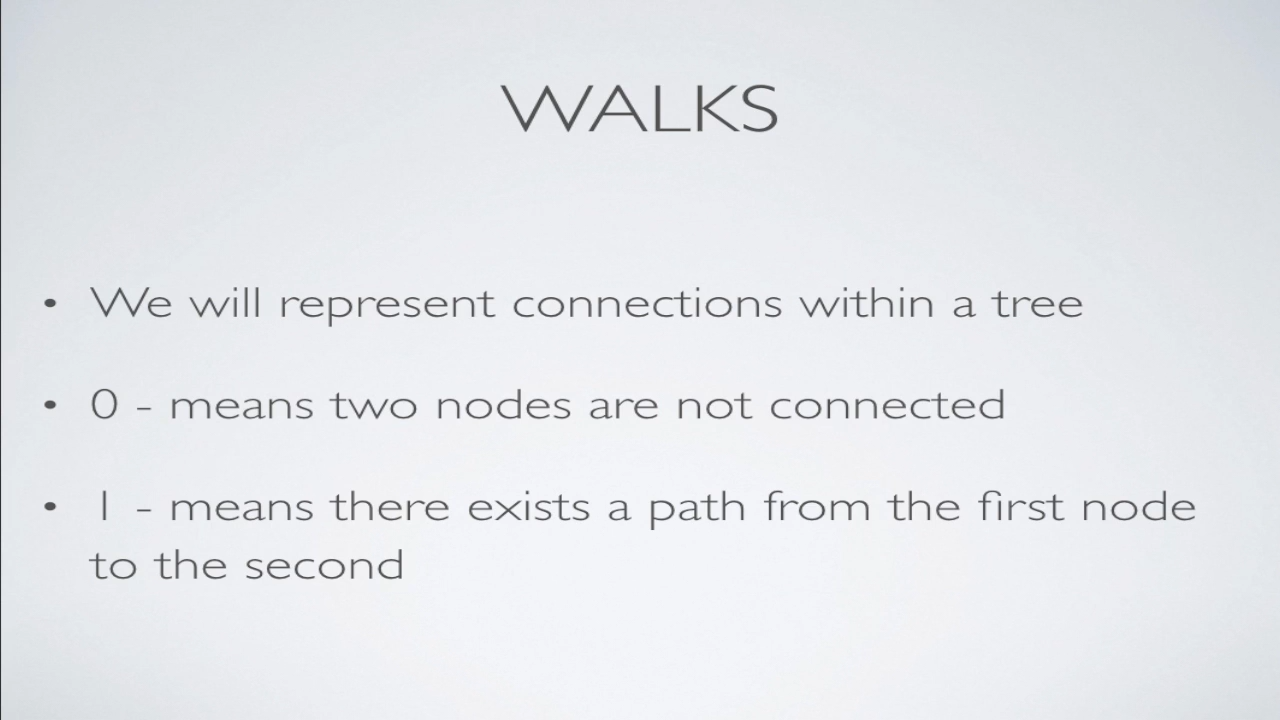 WALKS
• We will represent connections within a tree
• 0 - means two nodes are not connected
• 1 - means there exists a path from the first node
to the second